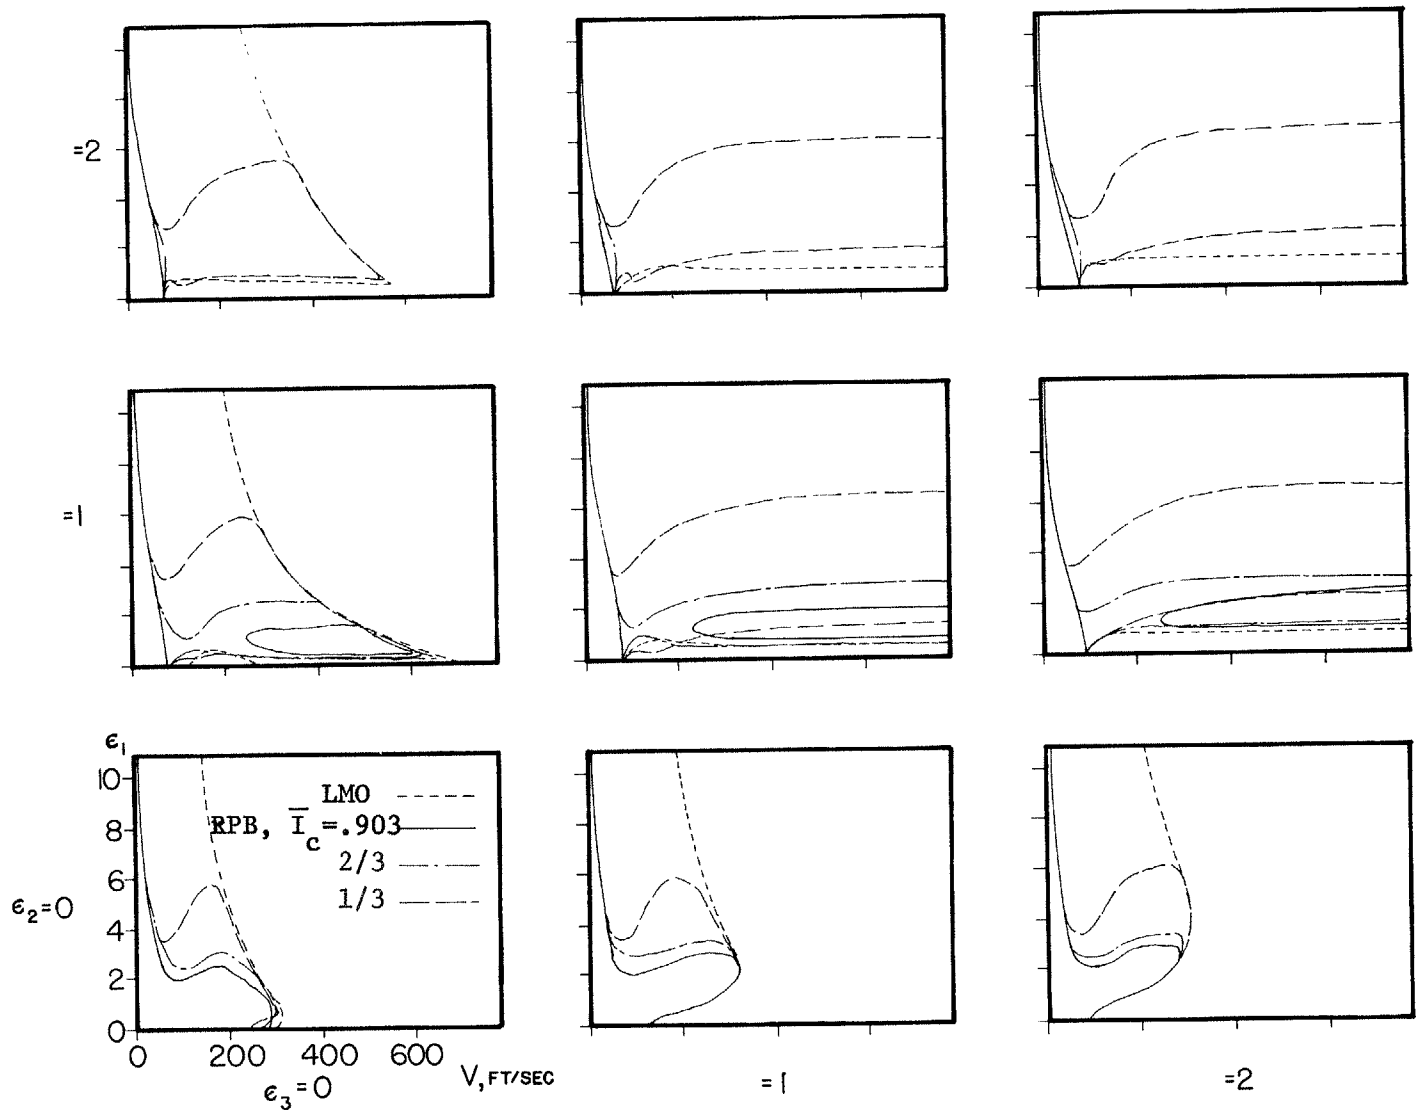 =2
=1
ϵ1
10
8
6
4
2
0
LMO
RPB, I̅c=.903
2/3
1/3
ϵ2=0
0 200 400 600 V, FT/SEC
ϵ3=0 =1 =2